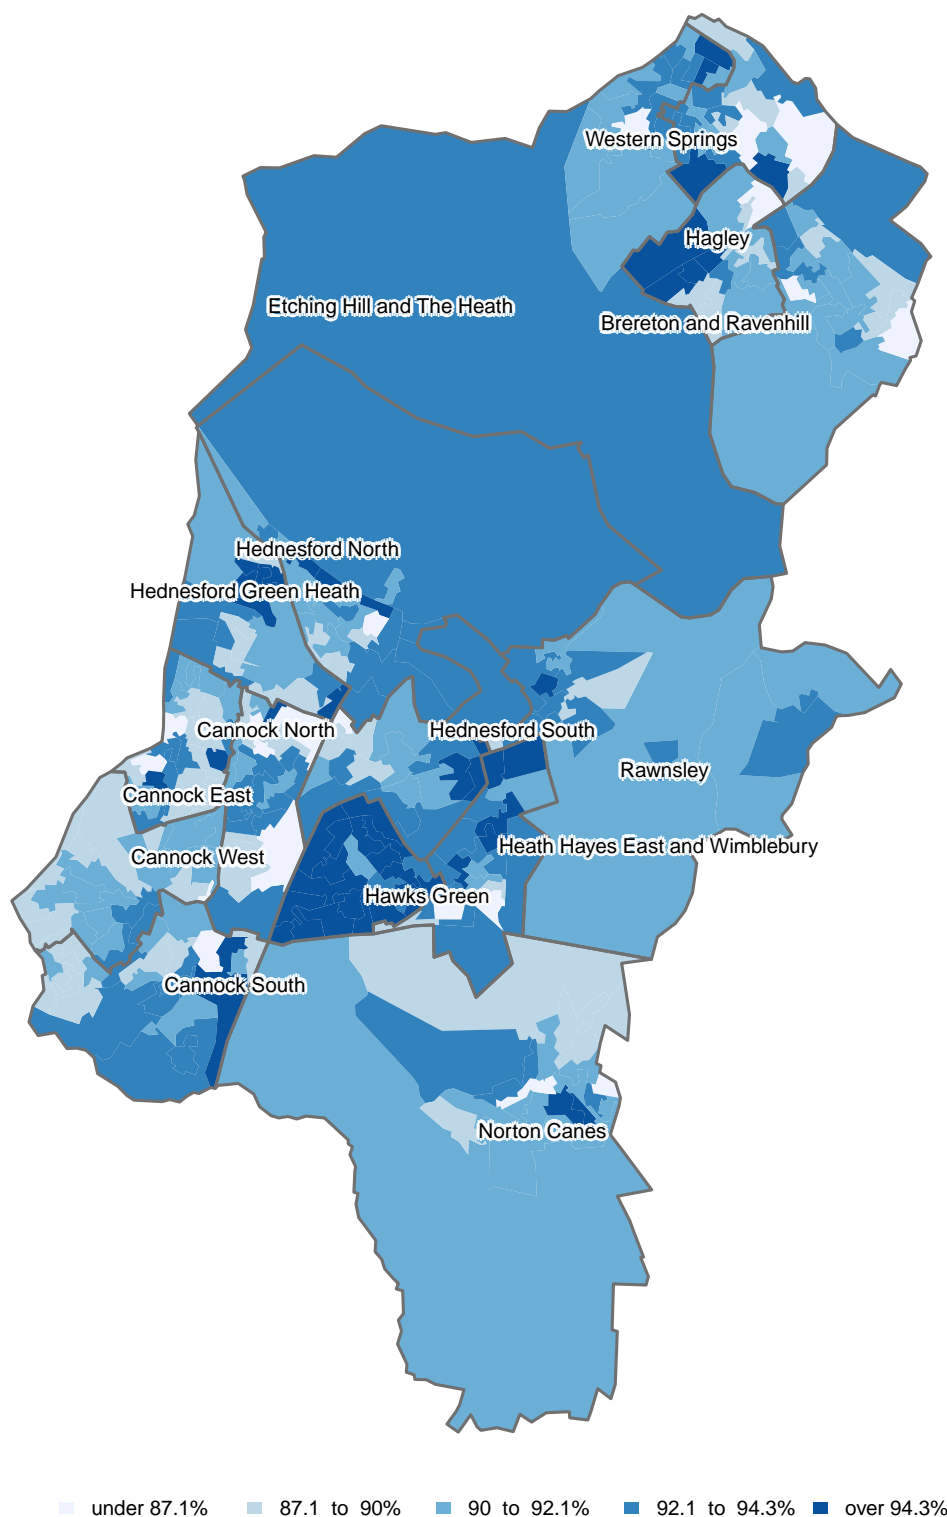 Western Springs
Hagley
Etching Hill and The Heath
Brereton and Ravenhill
Hednesford North
Hednesford Green Heath
Cannock North
Hednesford South
Rawnsley
Cannock East
Heath Hayes East and Wimblebury
Cannock West
Hawks Green
Cannock South
Norton Canes
under 87.1% 87.1 to 90% 90 to 92.1% 92.1 to 94.3% over 94.3%